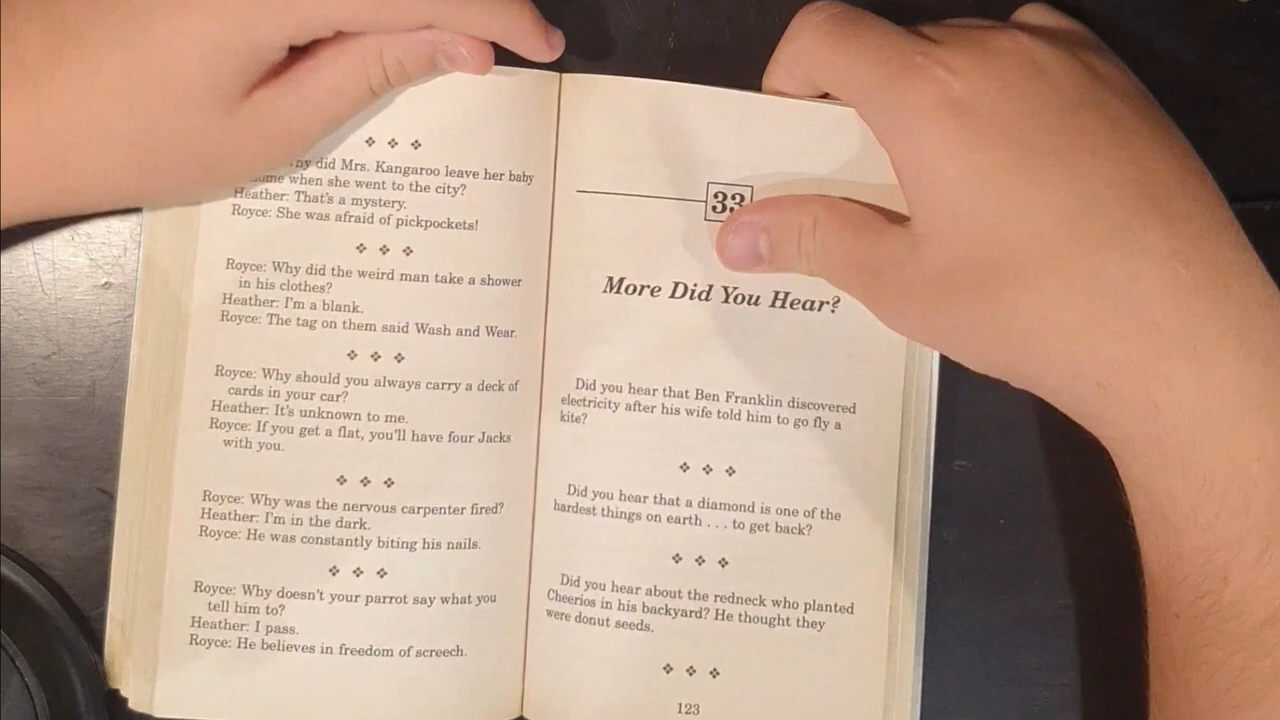 did Mrs. Kangaroo leave her baby
when she went to the city?
Heather: That's a mystery.
Royce: She was afraid of pickpockets!
Royce: Why did the weird man take a shower
in his clothes?
Heather: I'm a blank.
Royce: The tag on them said Wash and Wear.
Royce: Why should you always carry a deck of
cards in your car?
Heather: It's unknown to me.
Royce: If you get a flat, you'll have four Jacks
with you.
Royce: Why was the nervous carpenter fired?
Heather: I'm in the dark.
Royce: He was constantly biting his nails.
Royce: Why doesn't your parrot say what you
tell him to?
Heather: I pass.
Royce: He believes in freedom of screech.
33
More Did You Hear?
Did you hear that Ben Franklin discovered
electricity after his wife told him to go fly a
kite?
Did you hear that a diamond is one of the
hardest things on earth . . . to get back?
Did you hear about the redneck who planted
Cheerios in his backyard? He thought they
were donut seeds.
123